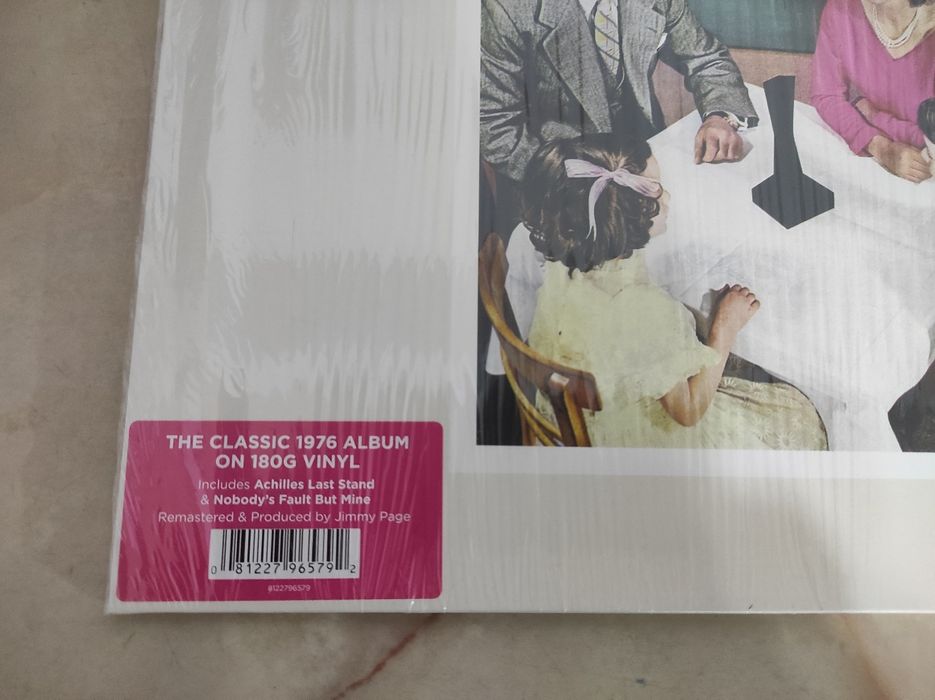 THE CLASSIC 1976 ALBUM
ON 180G VINYL
Includes Achilles Last Stand
& Nobody's Fault But Mine
Remastered & Produced by Jimmy Page
0 81227 96579 2
8122796579